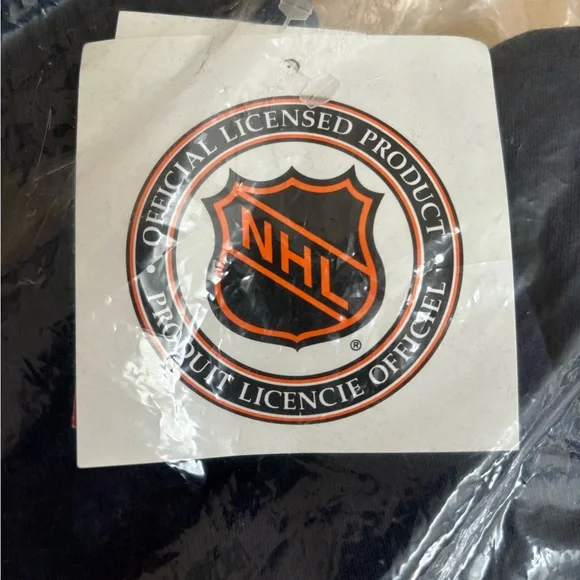 OFFICIAL LICENSED PRODUCT
NHL
®
• PRODUIT LICENCIE OFFICIEL •